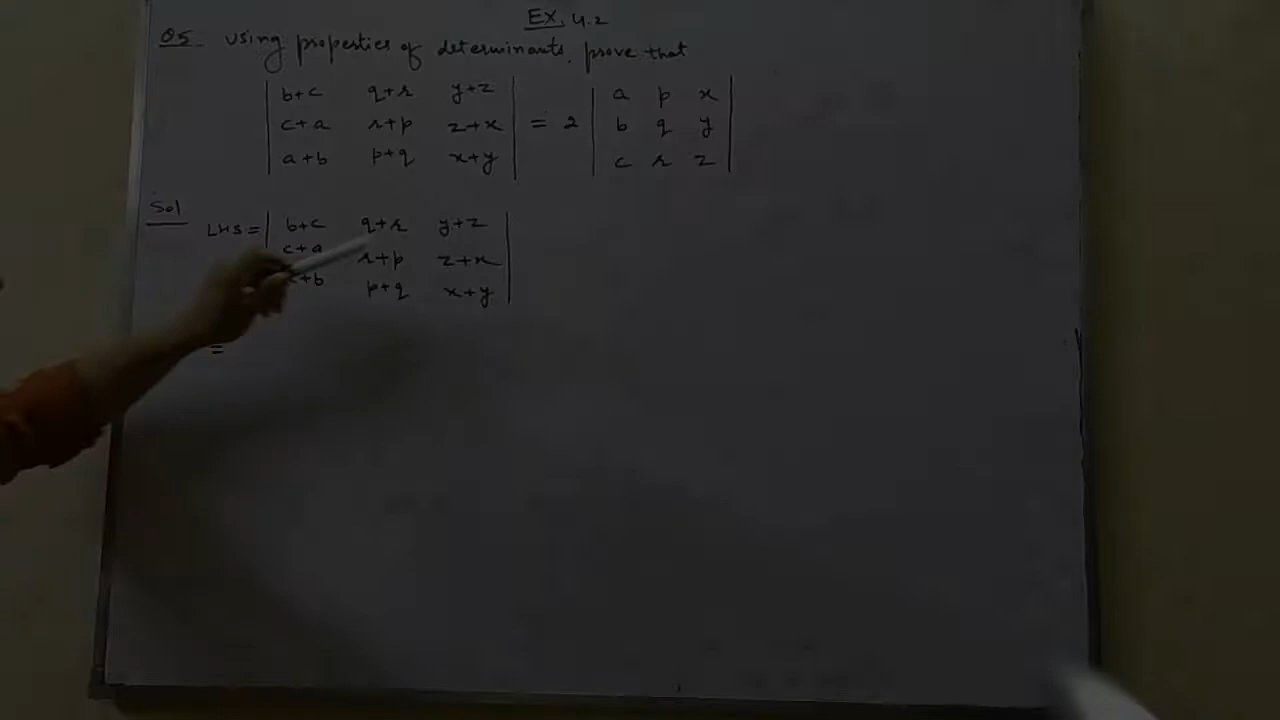 Ex. 4.2
Q5. Using properties of determinants, prove that
| b+c q+r y+z |
| c+a r+p z+x | = 2 | a p x |
| a+b p+q x+y | | b q y |
| c r z |
Sol
LHS = | b+c q+r y+z |
| c+a r+p z+x |
+b p+q x+y |
=